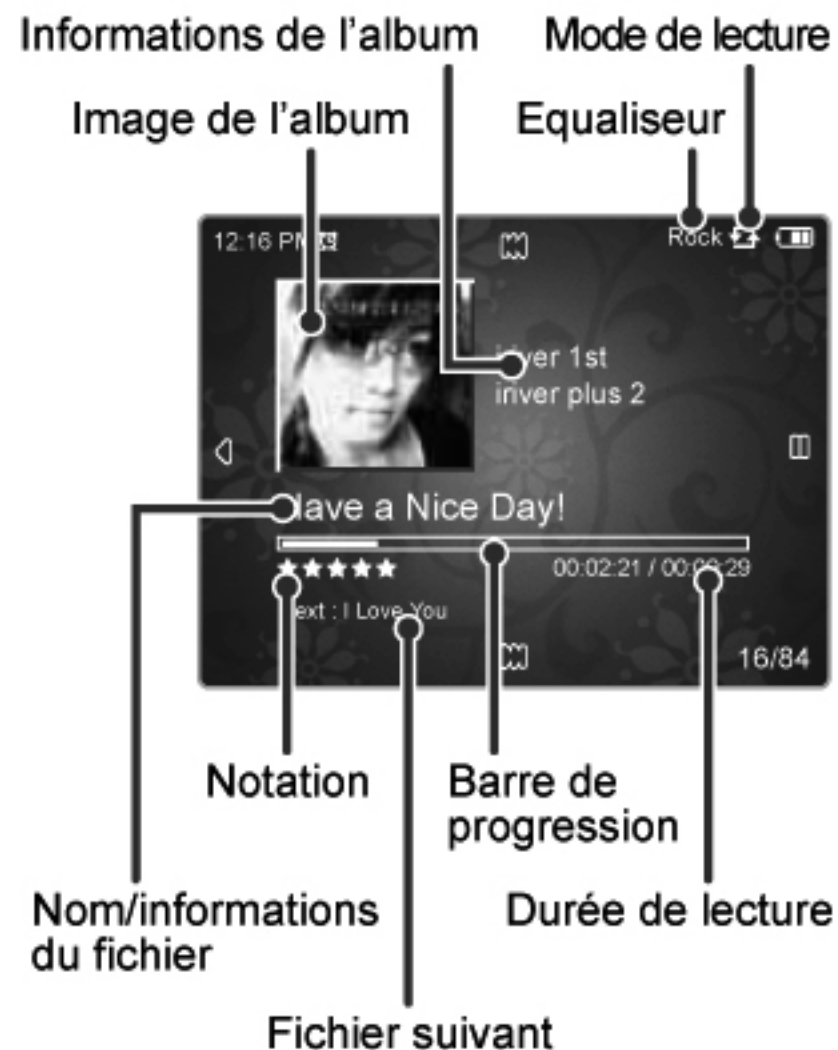 Informations de l'album
Mode de lecture
Image de l'album
Equaliseur
12:16 PM
Rock
iriver 1st
iriver plus 2
Have a Nice Day!
00:02:21 /
Next : I Love You
16/84
Notation
Barre de
progression
Nom/informations
du fichier
Durée de lecture
Fichier suivant